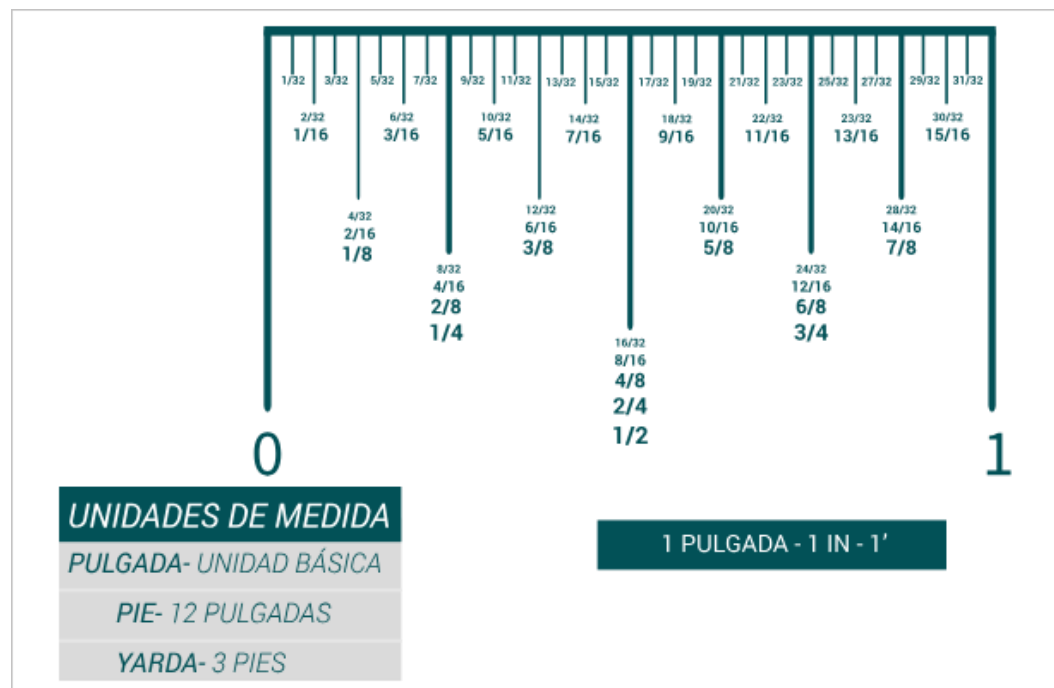 1/32 3/32 5/32 7/32 9/32 11/32 13/32 15/32 17/32 19/32 21/32 23/32 25/32 27/32 29/32 31/32
2/32 6/32 10/32 14/32 18/32 22/32 23/32 30/32
1/16 3/16 5/16 7/16 9/16 11/16 13/16 15/16
4/32 12/32 20/32 28/32
2/16 6/16 10/16 14/16
1/8 3/8 5/8 7/8
8/32 24/32
4/16 12/16
2/8 6/8
1/4 3/4
16/32
8/16
4/8
2/4
1/2
0 1
UNIDADES DE MEDIDA
PULGADA- UNIDAD BÁSICA
PIE- 12 PULGADAS
YARDA- 3 PIES
1 PULGADA - 1 IN - 1’